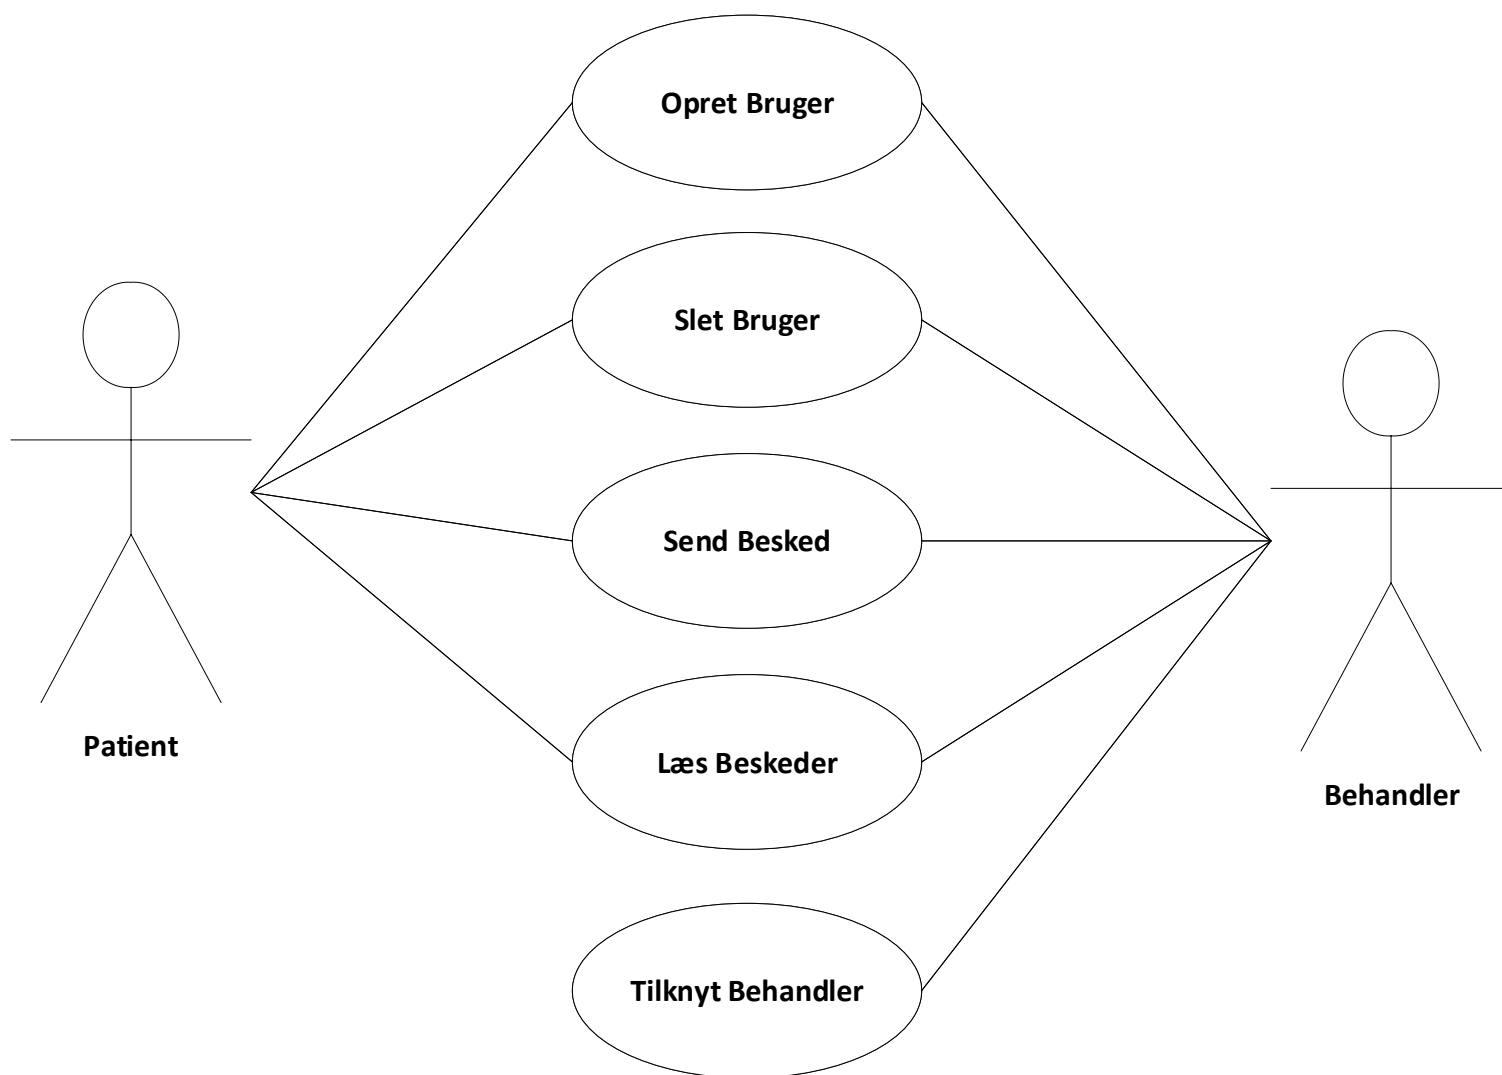 Opret Bruger
Slet Bruger
Send Besked
Læs Beskeder
Tilknyt Behandler
Patient
Behandler